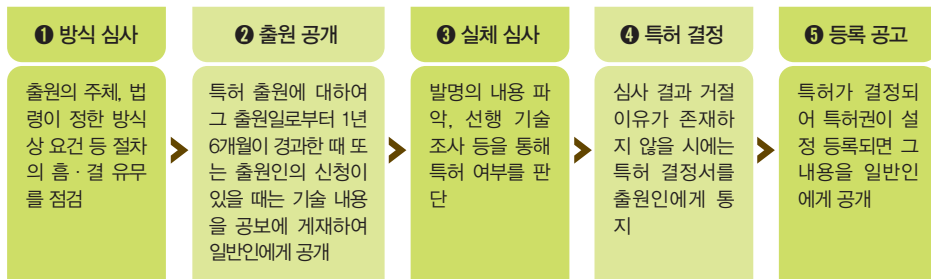 ❶ 방식 심사
출원의 주체, 법
령이 정한 방식
상 요건 등 절차
의 흠·결 유무
를 점검
❷ 출원 공개
특허 출원에 대하여
그 출원일로부터 1년
6개월이 경과한 때 또
는 출원인의 신청이
있을 때는 기술 내용
을 공보에 게재하여
일반인에게 공개
❸ 실체 심사
발명의 내용 파
악, 선행 기술
조사 등을 통해
특허 여부를 판
단
❹ 특허 결정
심사 결과 거절
이유가 존재하
지 않을 시에는
특허 결정서를
출원인에게 통
지
❺ 등록 공고
특허가 결정되
어 특허권이 설
정 등록되면 그
내용을 일반인
에게 공개